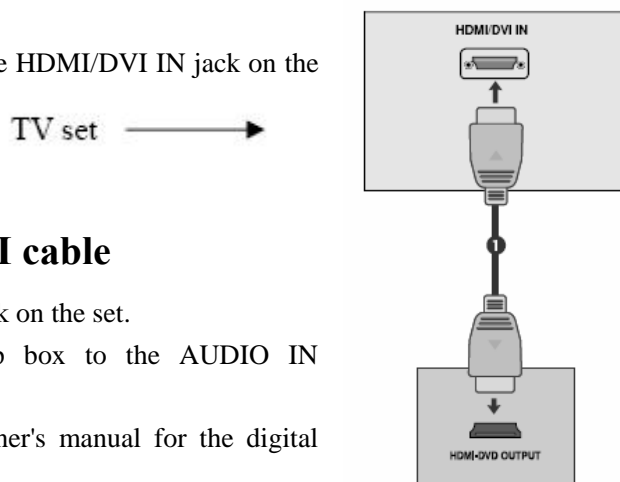 HDMI/DVI IN
HDMI/DVI IN jack on the
TV set
cable
on the set.
box to the AUDIO IN
manual for the digital
1
HDMI-DVD OUTPUT